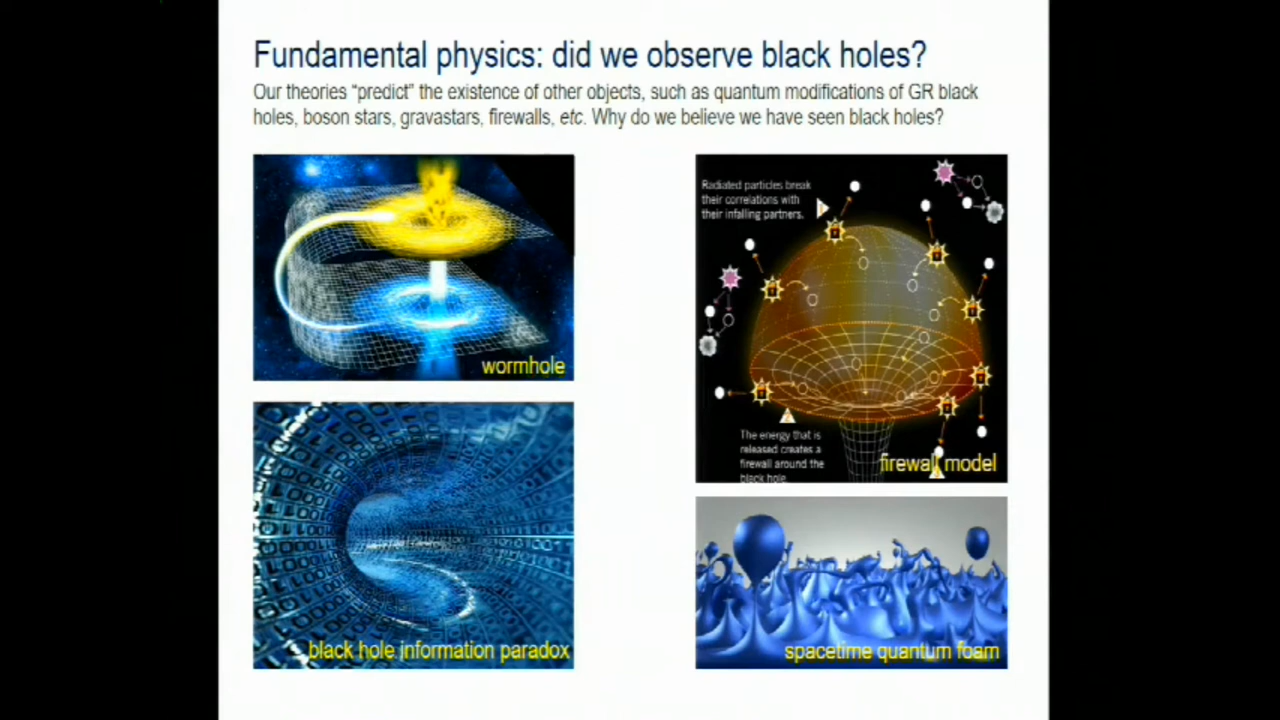 Fundamental physics: did we observe black holes?
Our theories “predict” the existence of other objects, such as quantum modifications of GR black
holes, boson stars, gravastars, firewalls, etc. Why do we believe we have seen black holes?
wormhole
Radiated particles break
their correlations with
their infalling partners.
The energy that is
released creates a
firewall around the
black hole.
firewall model
black hole information paradox
spacetime quantum foam